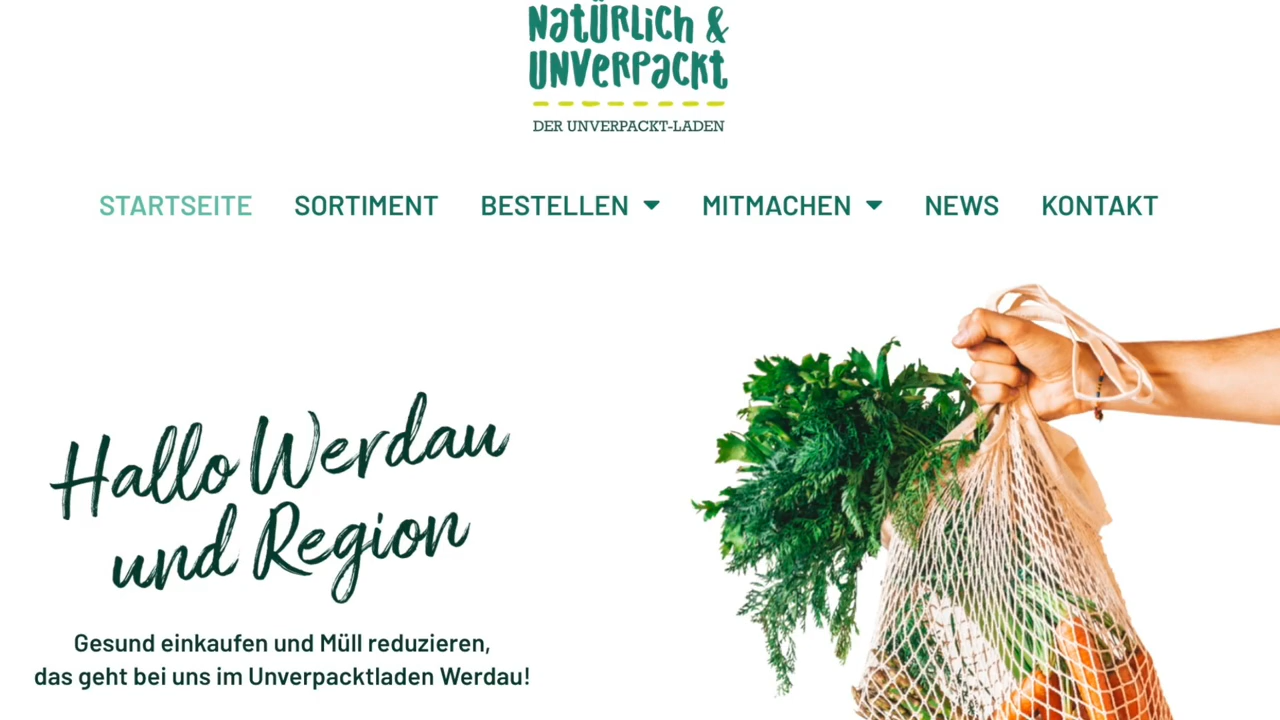 NatÜRLiCh &
UNVeRPackt
DER UNVERPACKT-LADEN
STARTSEITE SORTIMENT BESTELLEN MITMACHEN NEWS KONTAKT
Hallo Werdau
und Region
Gesund einkaufen und Müll reduzieren,
das geht bei uns im Unverpacktladen Werdau!